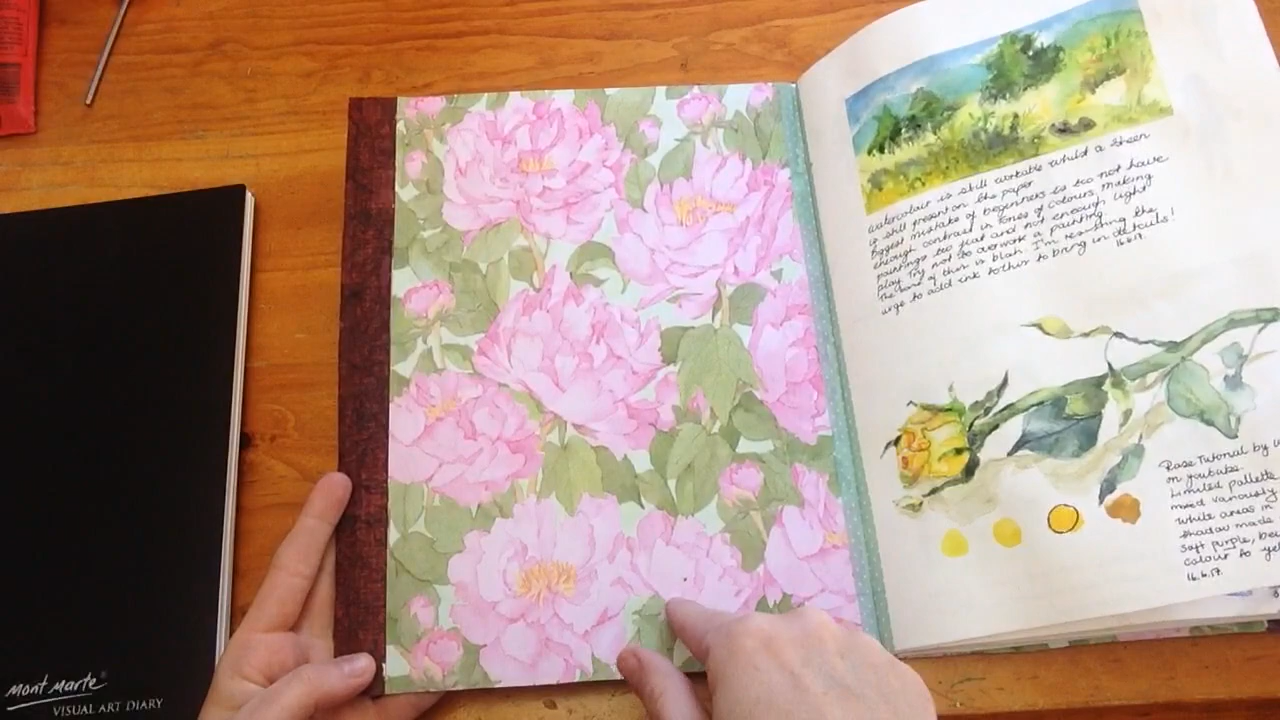 Mont Marte
VISUAL ART DIARY
Watercolour is still workable whilst a sheen
is still present on the paper
Biggest mistake of beginners is too not have
enough contrast in tones of colours, making
paintings too flat and not enough light
play. Try not to overwork a painting.
of this is blah. I'm resisting the
urge to add ink to this to bring in details!
16.6.17.
Rose Tutorial by
on youtube.
Limited pallette
mixed variously
white areas in
shadow made
soft purple,
colour to
16.6.17.